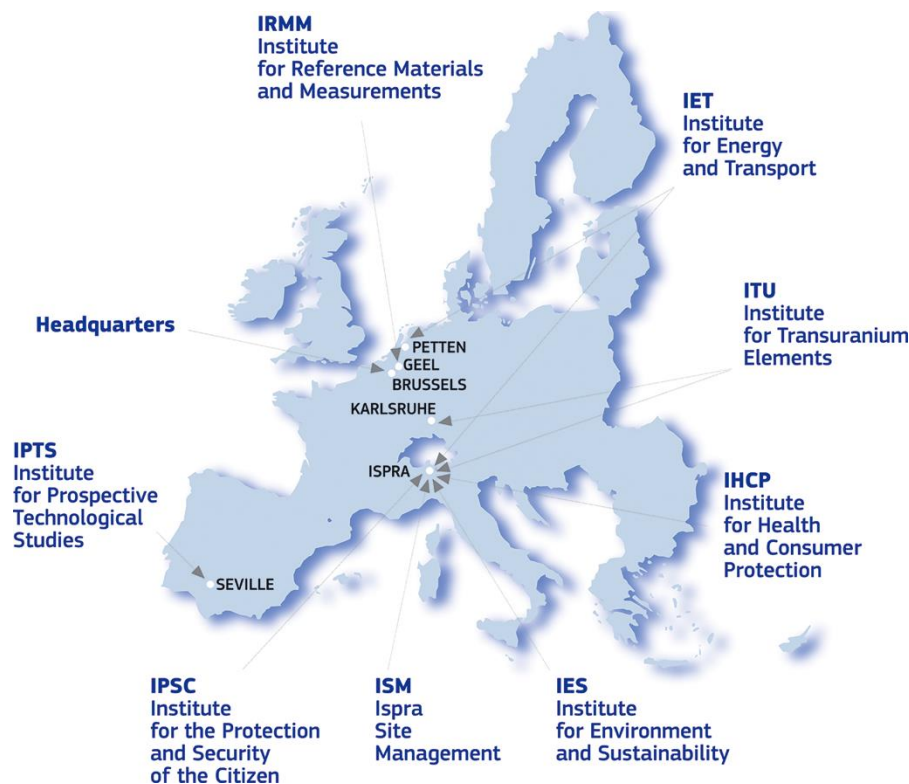 IRMM
Institute
for Reference Materials
and Measurements
IET
Institute
for Energy
and Transport
Headquarters
ITU
Institute
for Transuranium
Elements
PETTEN
GEEL
BRUSSELS
KARLSRUHE
ISPRA
IPTS
Institute
for Prospective
Technological
Studies
IHCP
Institute
for Health
and Consumer
Protection
SEVILLE
IPSC
Institute
for the Protection
and Security
of the Citizen
ISM
Ispra
Site
Management
IES
Institute
for Environment
and Sustainability